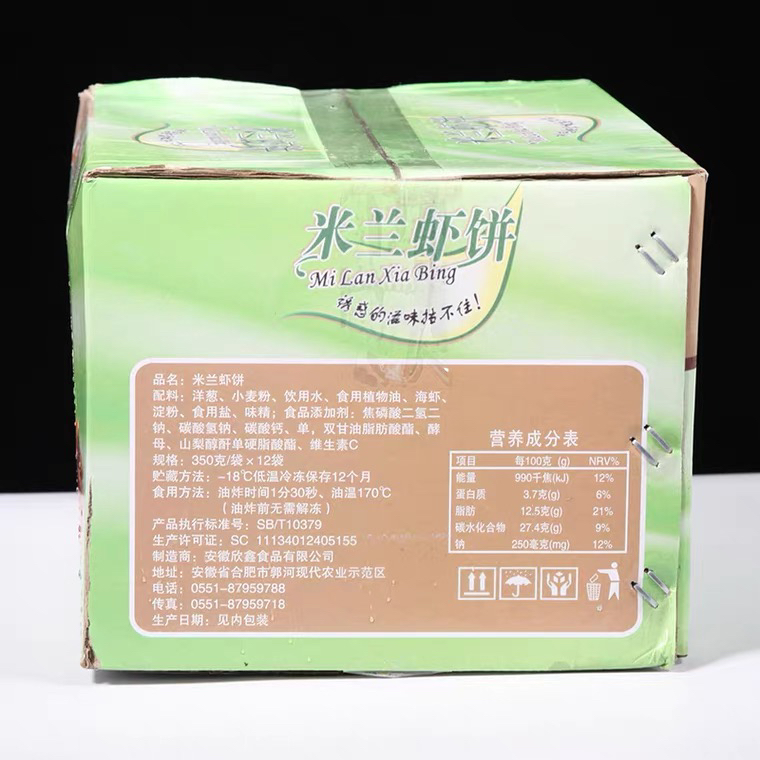 米兰虾饼
Mi Lan Xia Bing
诱惑的滋味挡不住！
品名：米兰虾饼
配料：洋葱、小麦粉、饮用水、食用植物油、海虾、
淀粉、食用盐、味精；食品添加剂：焦磷酸二氢二
钠、碳酸氢钠、碳酸钙、单，双甘油脂肪酸酯、酵
母、山梨醇酐单硬脂酸酯、维生素C
规格：350克/袋×12袋
贮藏方法：-18℃低温冷冻保存12个月
食用方法：油炸时间1分30秒、油温170℃
（油炸前无需解冻）
产品执行标准号：SB/T10379
生产许可证：SC 11134012405155
制造商：安徽欣鑫食品有限公司
地址：安徽省合肥市郭河现代农业示范区
电话：0551-87959788
传真：0551-87959718
生产日期：见内包装
营养成分表
项目 每100克 (g) NRV%
能量 990千焦(kJ) 12%
蛋白质 3.7克(g) 6%
脂肪 12.5克(g) 21%
碳水化合物 27.4克(g) 9%
钠 250毫克(mg) 12%